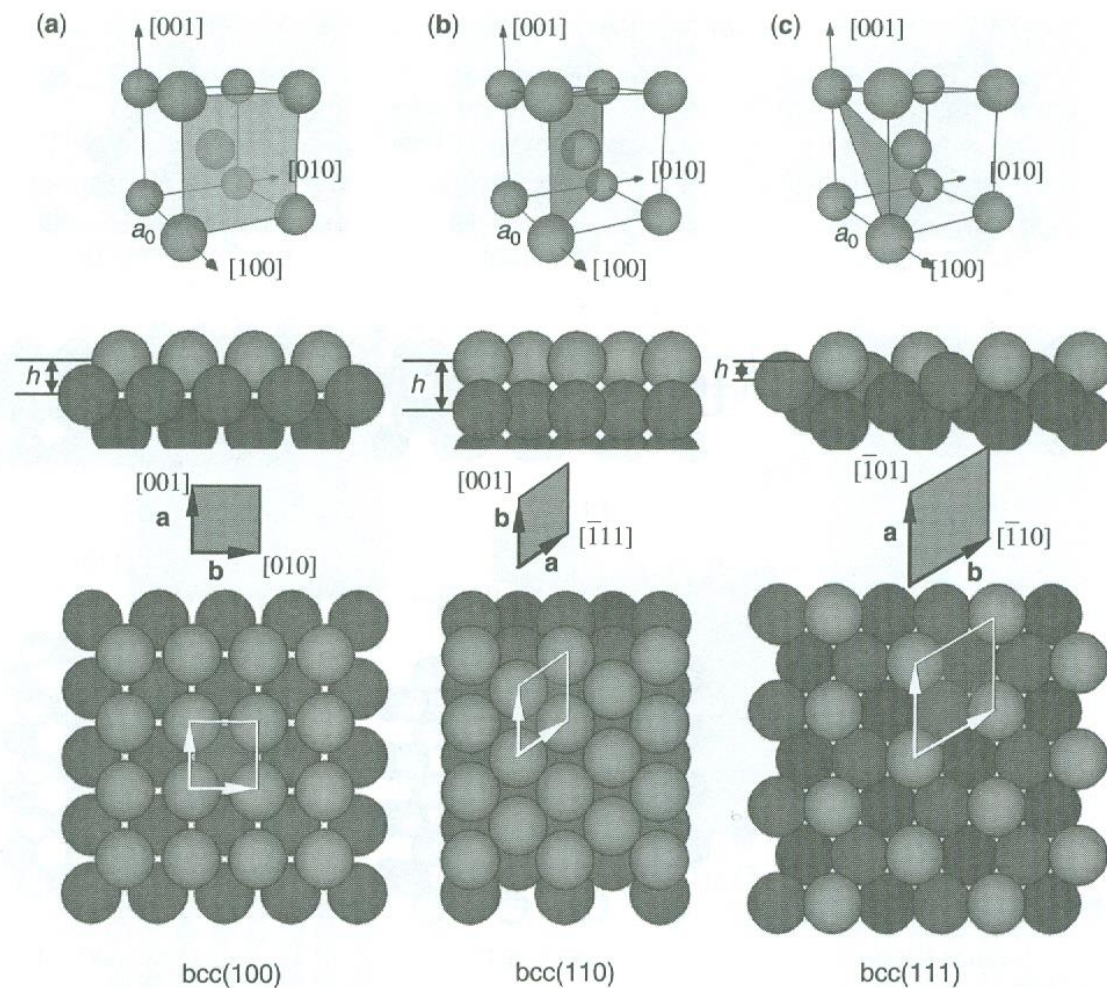 (a)
[001]
[010]
a0
[100]
(b)
[001]
[010]
a0
[100]
(c)
[001]
[010]
a0
[100]
h
h
h
[001]
a
b
[010]
[001]
b
a
[1̅11]
[1̅01]
a
b
[1̅10]
bcc(100)
bcc(110)
bcc(111)